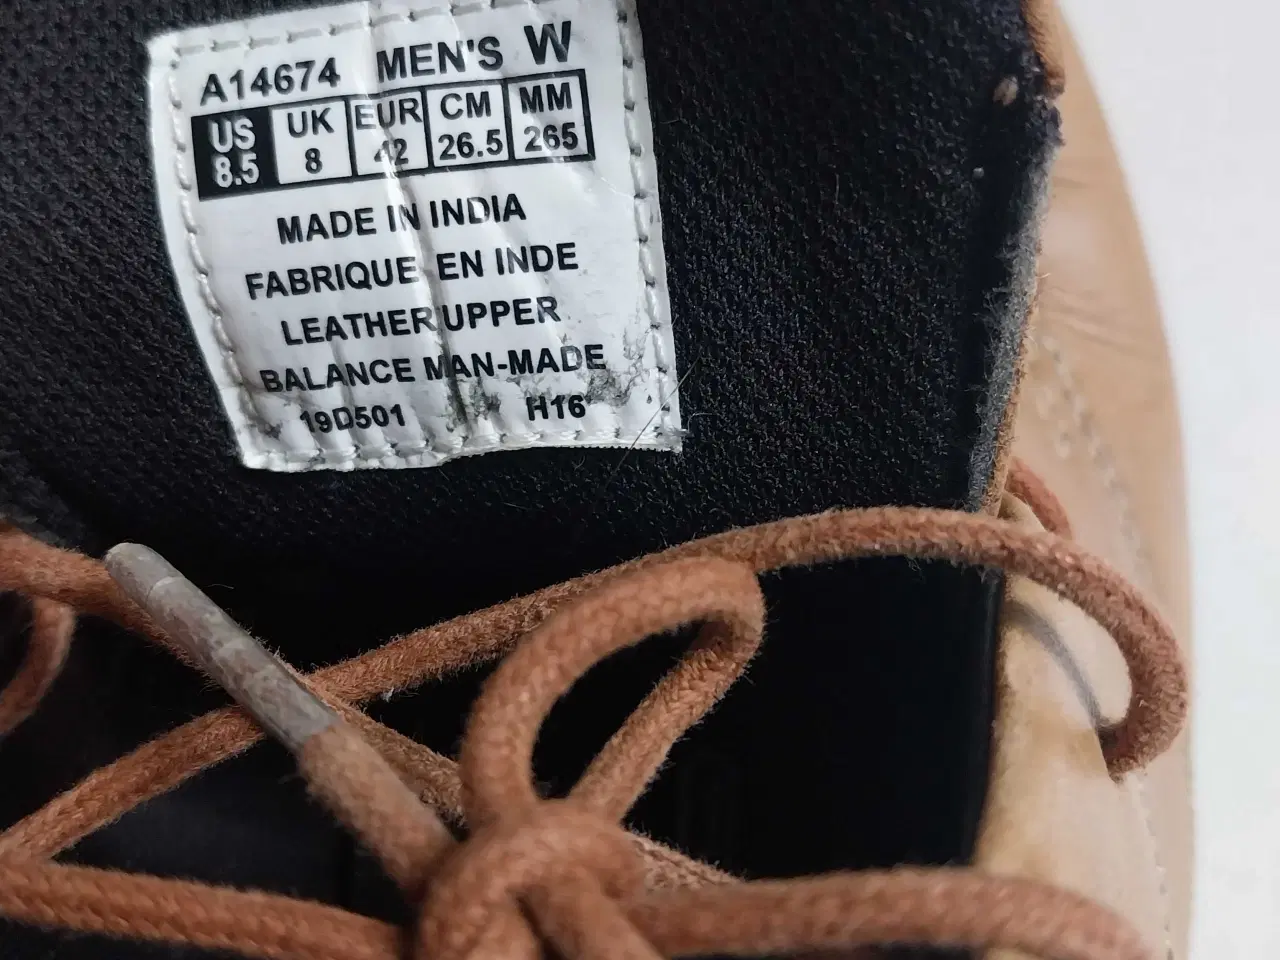 A14674 MEN'S W
US UK EUR CM MM
8.5 8 42 26.5 265
MADE IN INDIA
FABRIQUE EN INDE
LEATHER UPPER
BALANCE MAN-MADE
19D501 H16